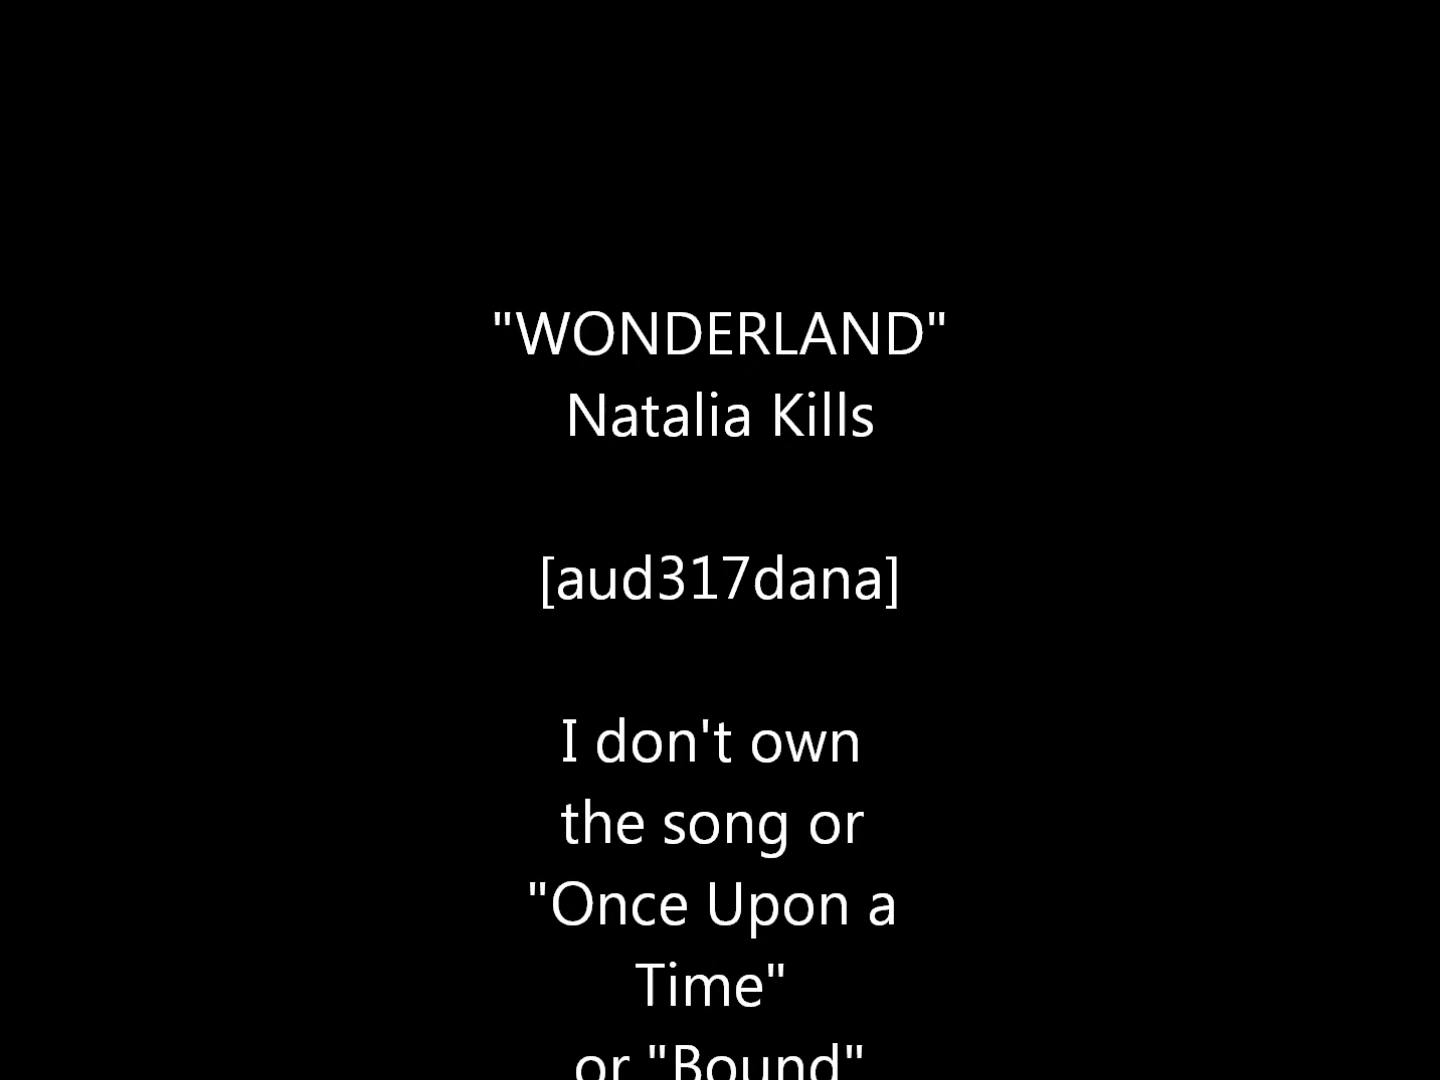 "WONDERLAND"
Natalia Kills
[aud317dana]
I don't own
the song or
"Once Upon a
Time"
or "Bound"